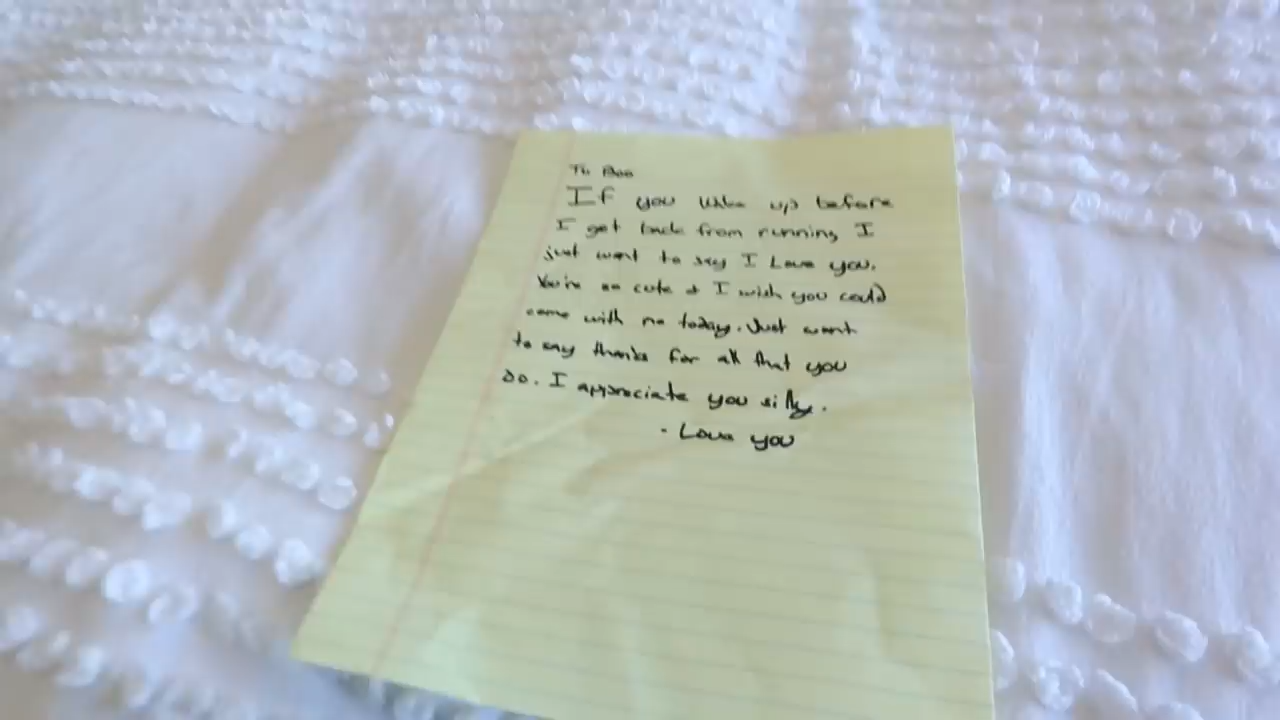 To Boo
If you wake up before
I get back from running, I
just want to say I Love you.
You're so cute & I wish you could
come with me today. Just want
to say thanks for all that you
do. I appreciate you silly.
- Love you